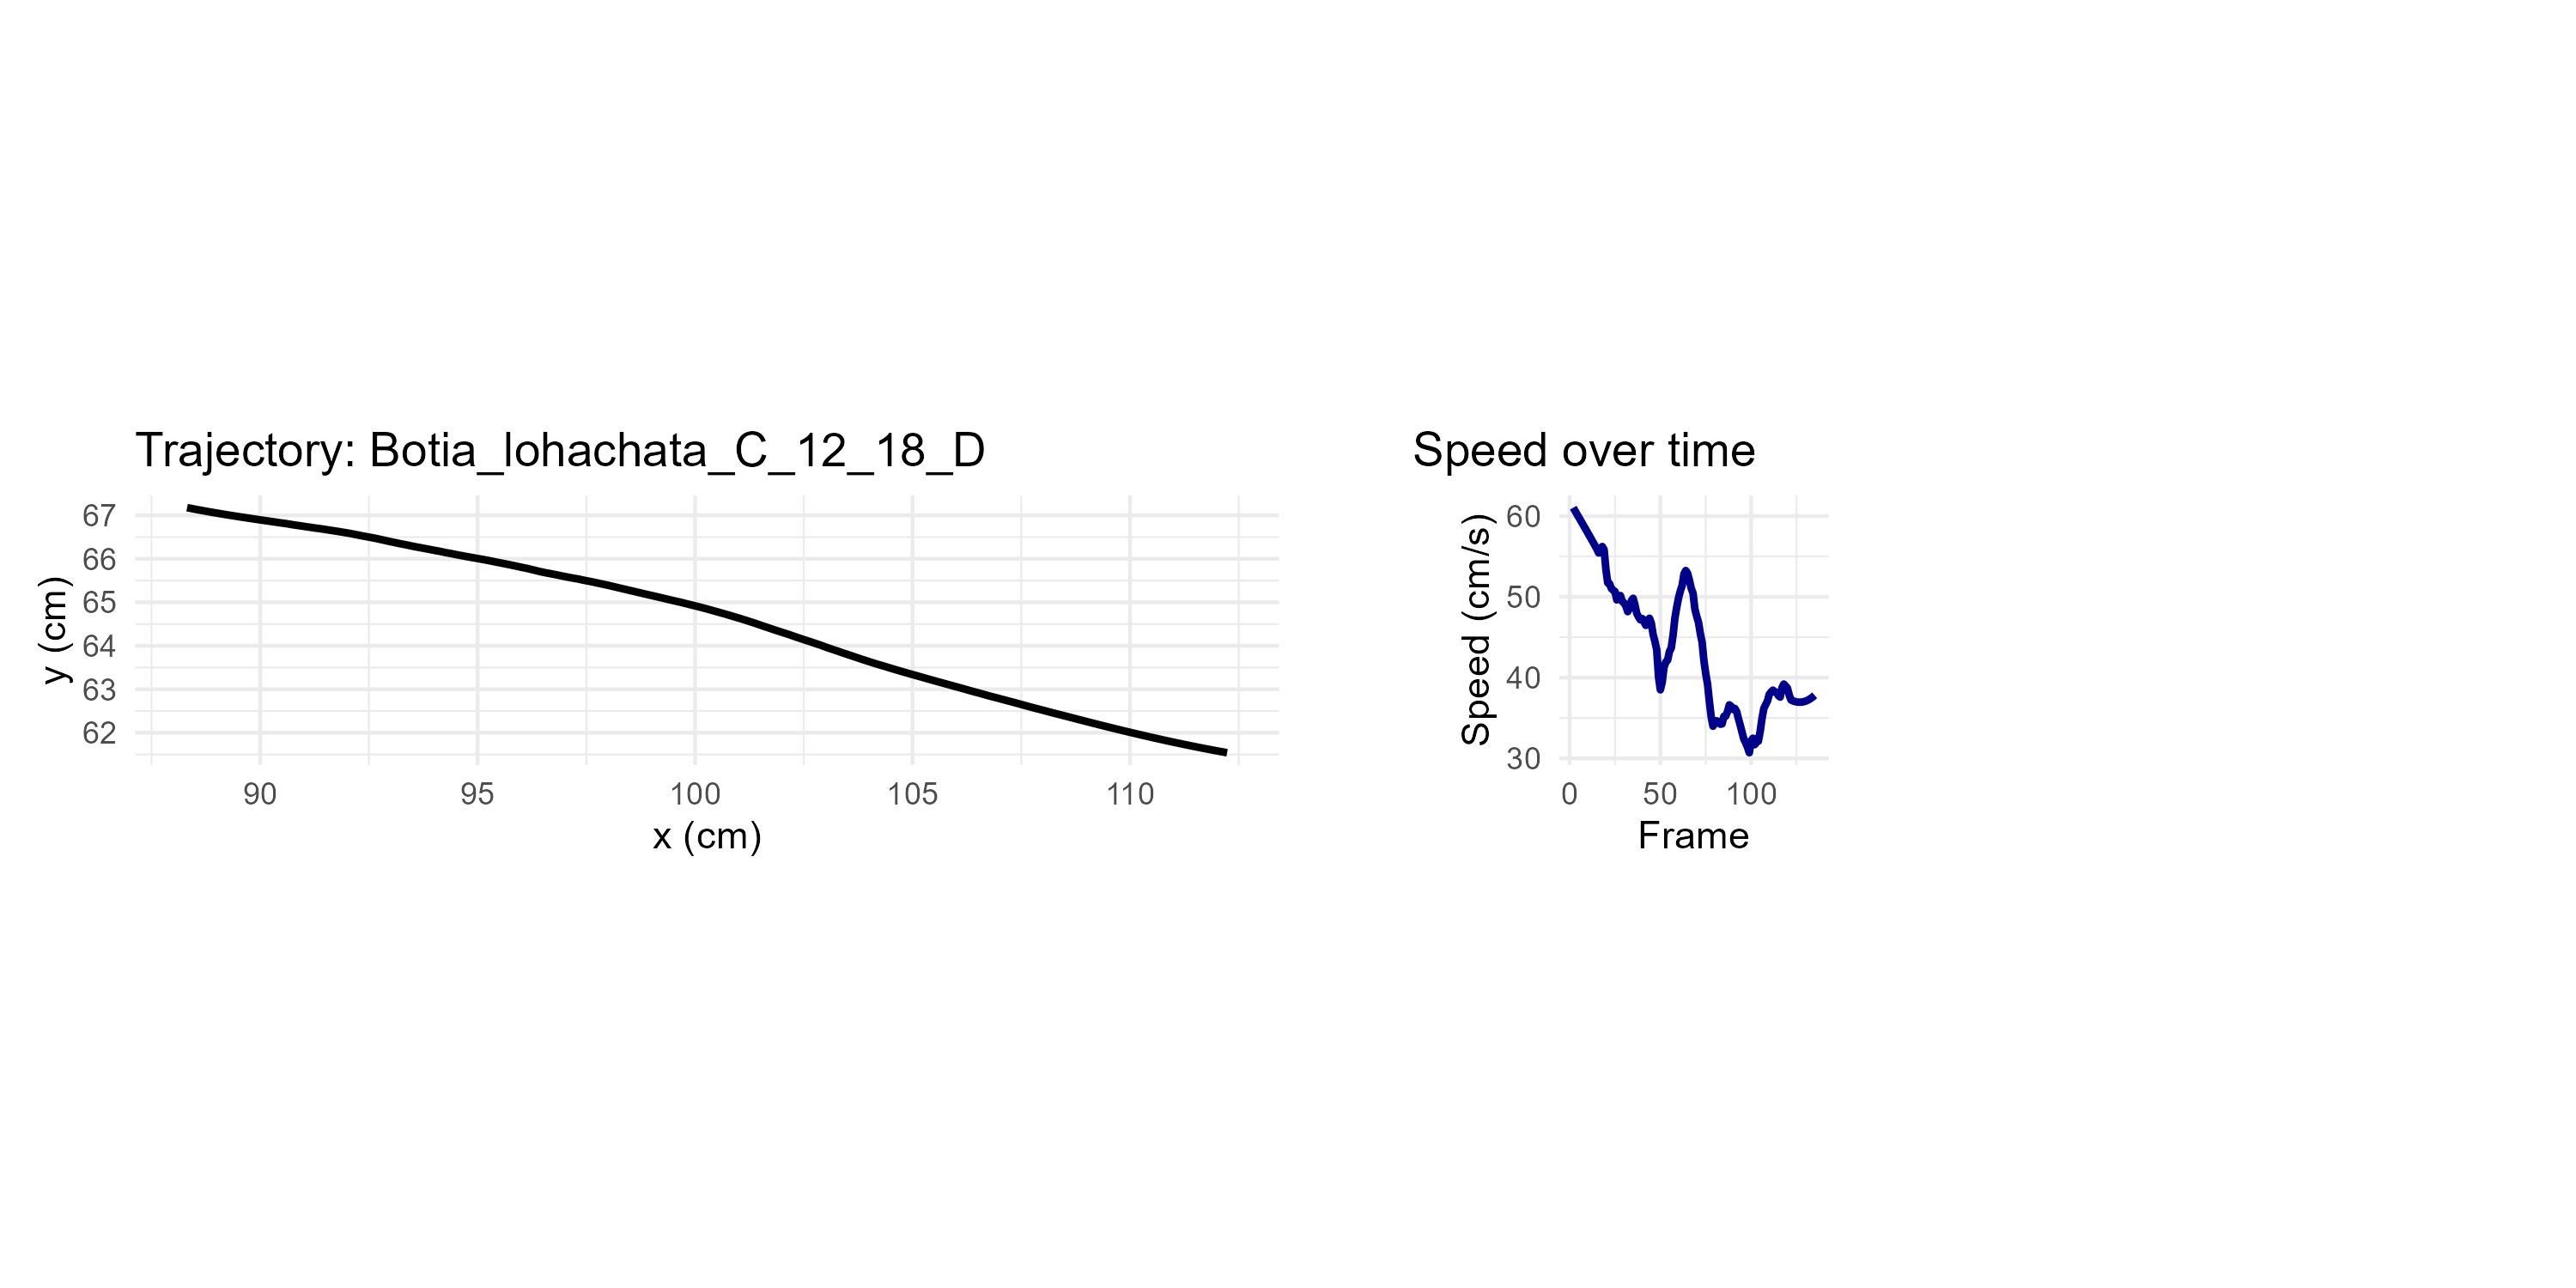 Trajectory: Botia_lohachata_C_12_18_D
67
66
65
64
63
62
y (cm)
90 95 100 105 110
x (cm)
Speed over time
60
50
40
30
Speed (cm/s)
0 50 100
Frame